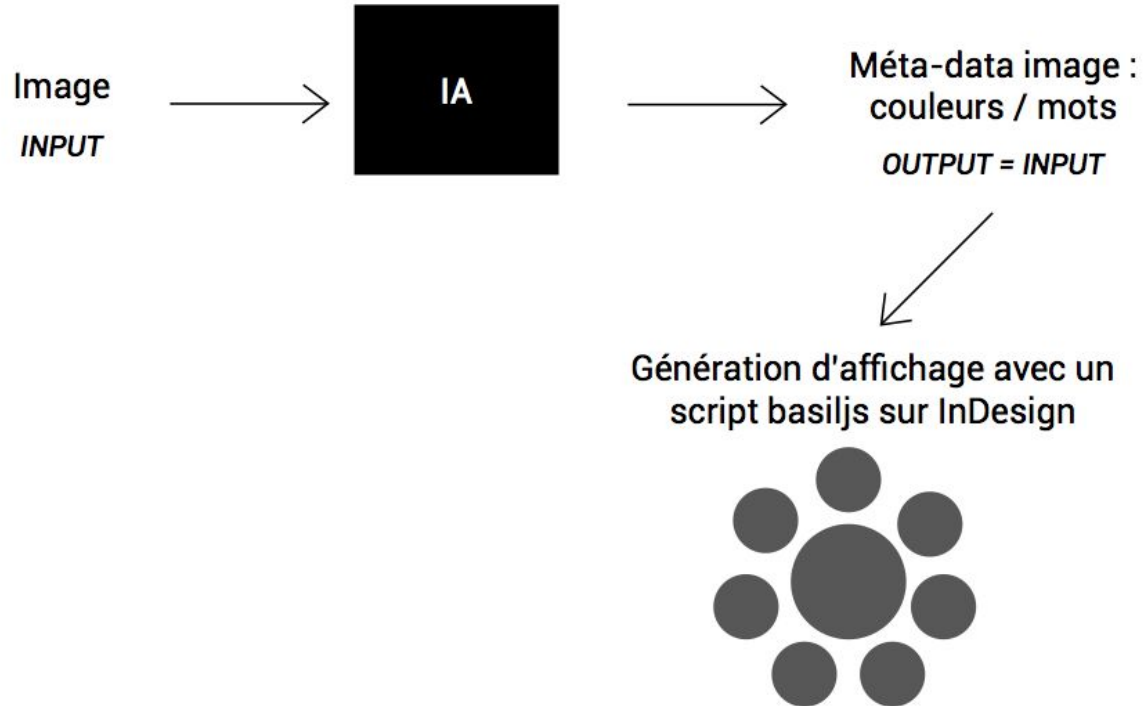 Image
INPUT
IA
Méta-data image :
couleurs / mots
OUTPUT = INPUT
Génération d'affichage avec un
script basiljs sur InDesign